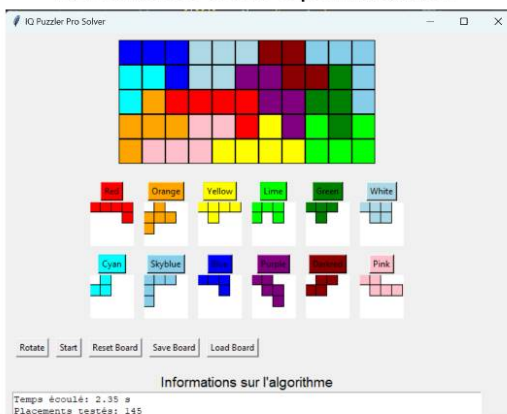 IQ Puzzler Pro Solver
Red Orange Yellow Lime Green White
Cyan Skyblue Purple Pink
Rotate Start Reset Board Save Board Load Board
Informations sur l'algorithme
Temps écoulé: 2.35 s
Placements testés: 145